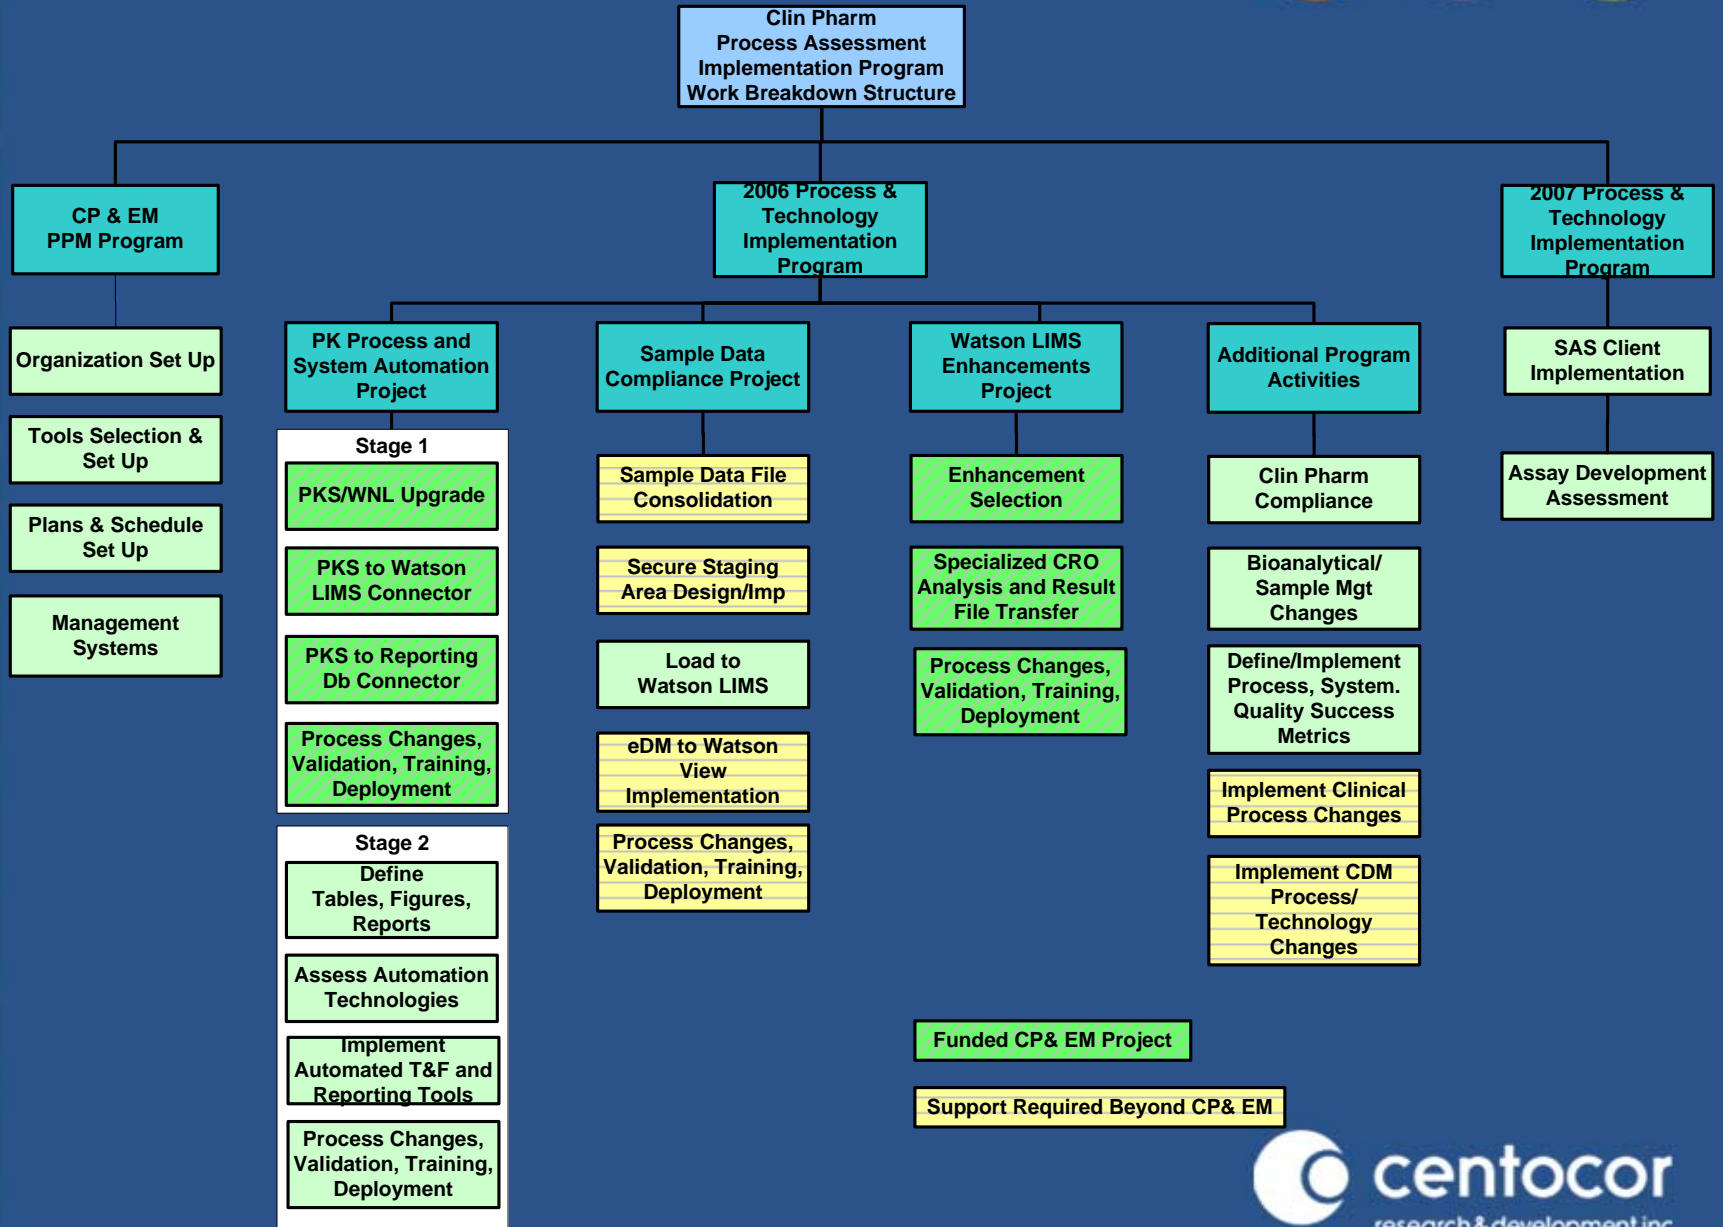 Clin Pharm
Process Assessment
Implementation Program
Work Breakdown Structure
CP & EM
PPM Program
2006 Process &
Technology
Implementation
Program
2007 Process &
Technology
Implementation
Program
Organization Set Up
Tools Selection &
Set Up
Plans & Schedule
Set Up
Management
Systems
PK Process and
System Automation
Project
Stage 1
PKS/WNL Upgrade
PKS to Watson
LIMS Connector
PKS to Reporting
Db Connector
Process Changes,
Validation, Training,
Deployment
Stage 2
Define
Tables, Figures,
Reports
Assess Automation
Technologies
Implement
Automated T&F and
Reporting Tools
Process Changes,
Validation, Training,
Deployment
Sample Data
Compliance Project
Sample Data File
Consolidation
Secure Staging
Area Design/Imp
Load to
Watson LIMS
eDM to Watson
View
Implementation
Process Changes,
Validation, Training,
Deployment
Watson LIMS
Enhancements
Project
Enhancement
Selection
Specialized CRO
Analysis and Result
File Transfer
Process Changes,
Validation, Training,
Deployment
Additional Program
Activities
Clin Pharm
Compliance
Bioanalytical/
Sample Mgt
Changes
Define/Implement
Process, System.
Quality Success
Metrics
Implement Clinical
Process Changes
Implement CDM
Process/
Technology
Changes
SAS Client
Implementation
Assay Development
Assessment
Funded CP& EM Project
Support Required Beyond CP& EM
centocor
research & development inc